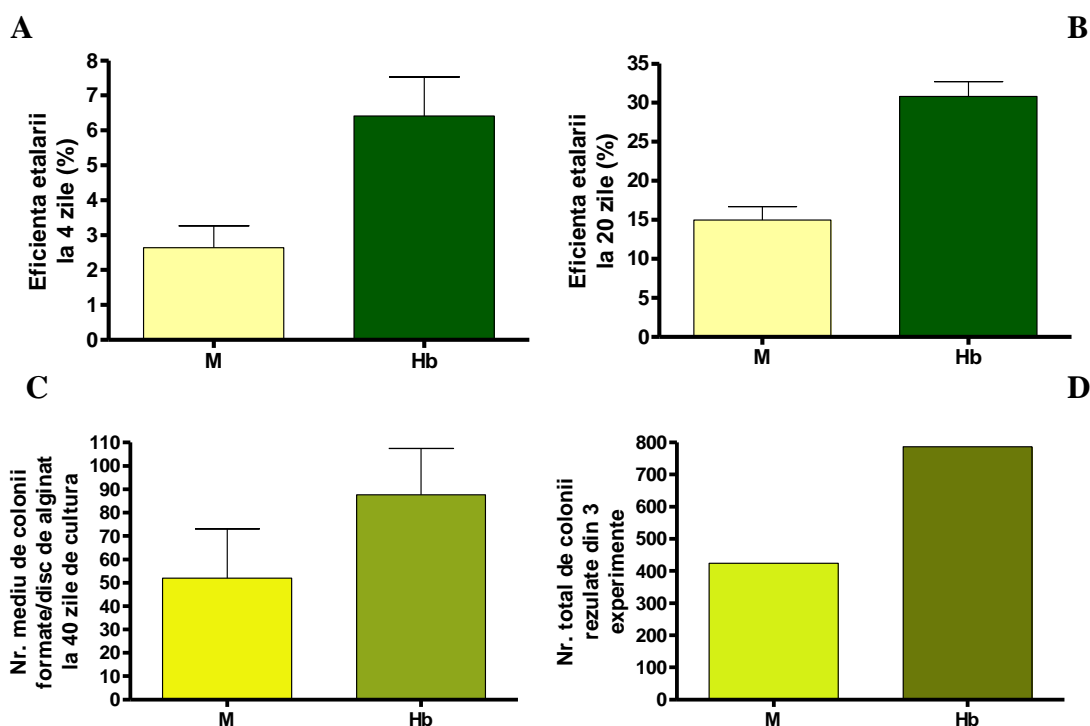 A
B
8
7
6
5
4
3
2
1
0
Eficienta etalarii
la 4 zile (%)
M
Hb
35
30
25
20
15
10
5
0
Eficienta etalarii
la 20 zile (%)
M
Hb
C
D
110
100
90
80
70
60
50
40
30
20
10
0
Nr. mediu de colonii
formate/disc de alginat
la 40 zile de cultura
M
Hb
800
700
600
500
400
300
200
100
0
Nr. total de colonii
rezulate din 3
experimente
M
Hb